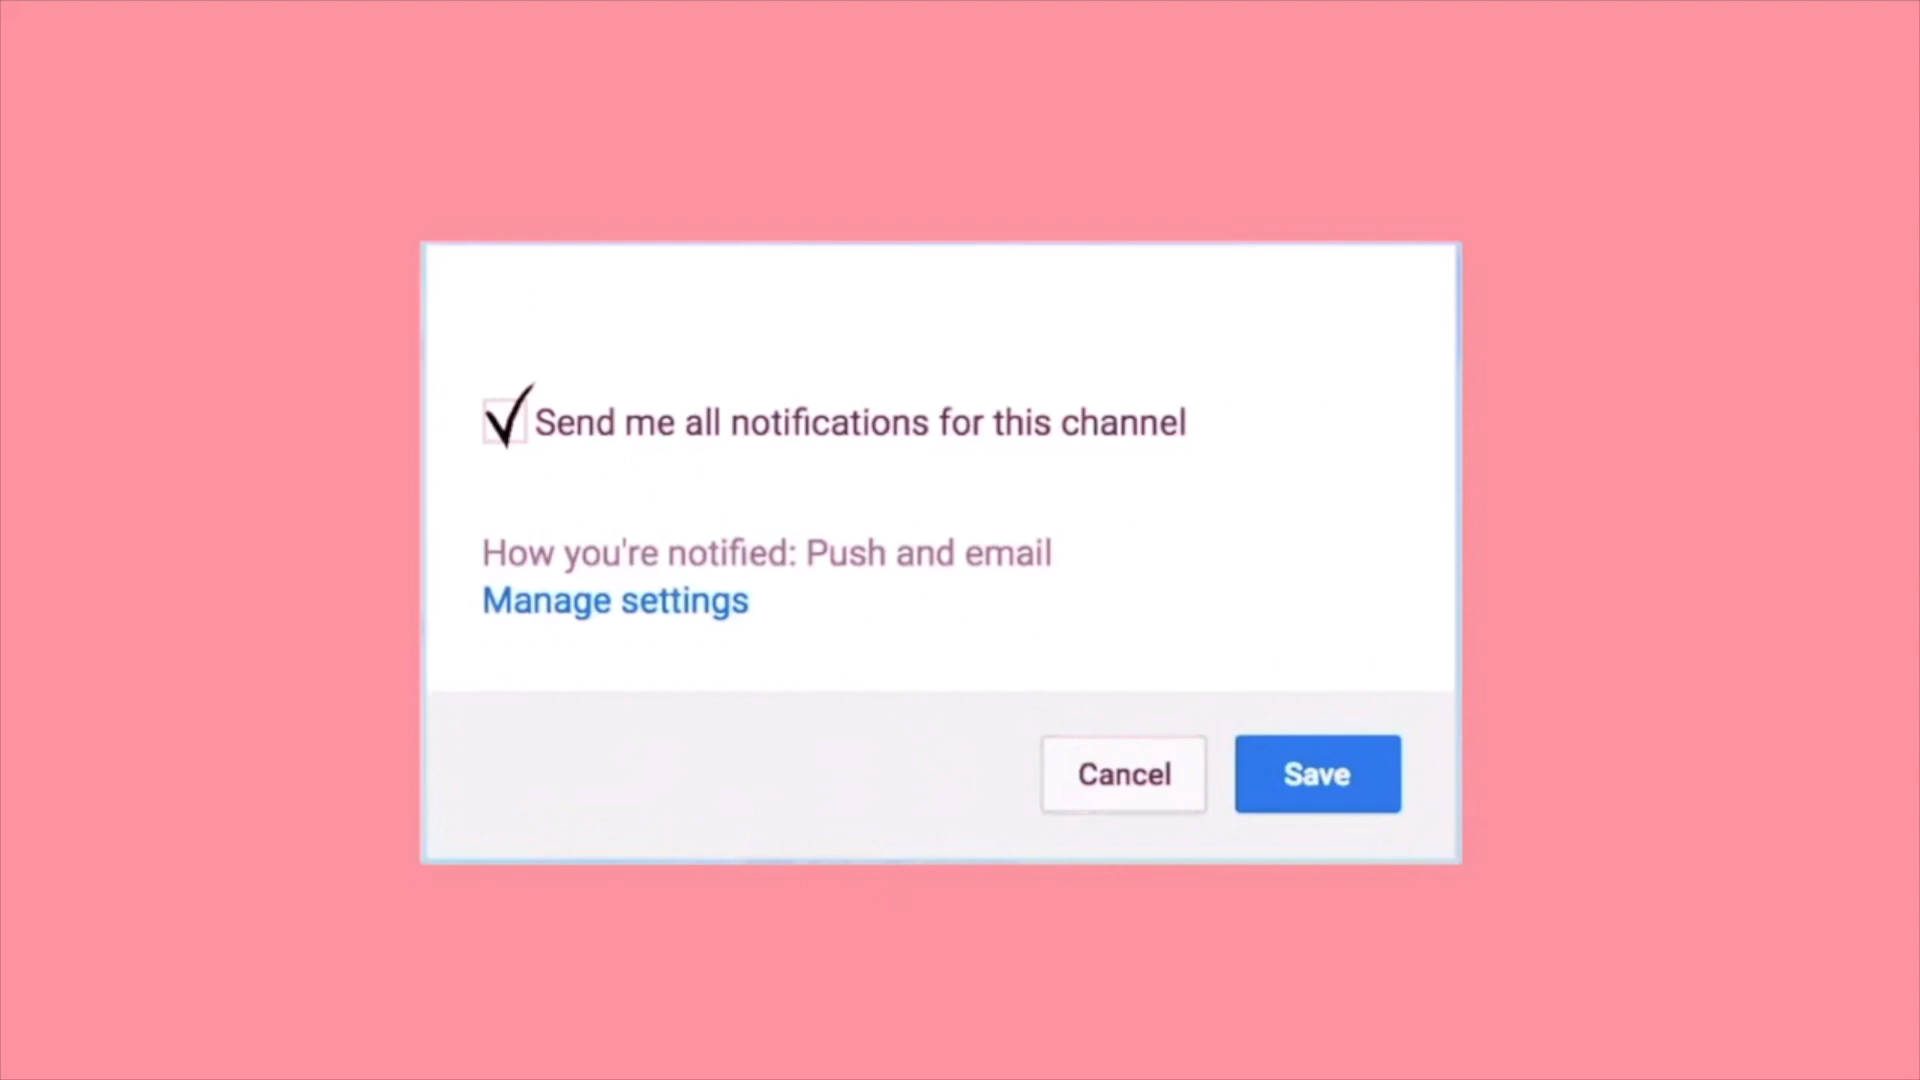 Send me all notifications for this channel
How you're notified: Push and email
Manage settings
Cancel
Save